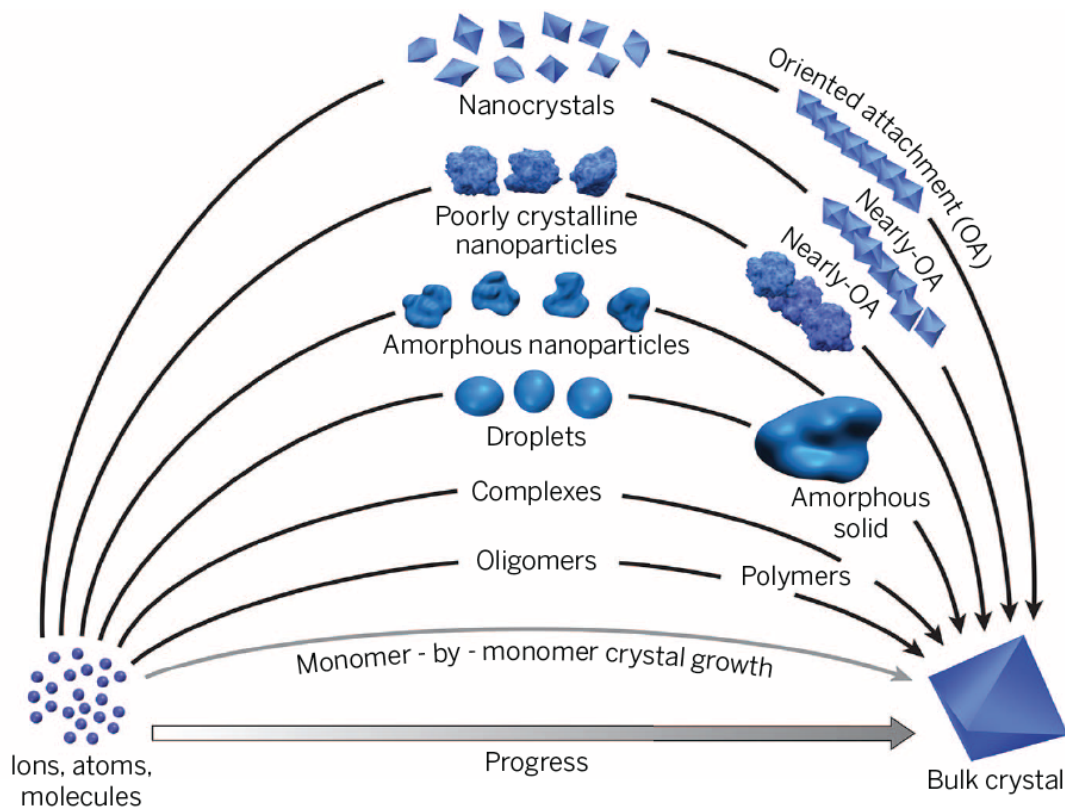 Nanocrystals
Oriented attachment (OA)
Poorly crystalline
nanoparticles
Nearly-OA
Nearly-OA
Amorphous nanoparticles
Droplets
Amorphous
solid
Complexes
Oligomers
Polymers
Monomer - by - monomer crystal growth
Progress
Ions, atoms,
molecules
Bulk crystal